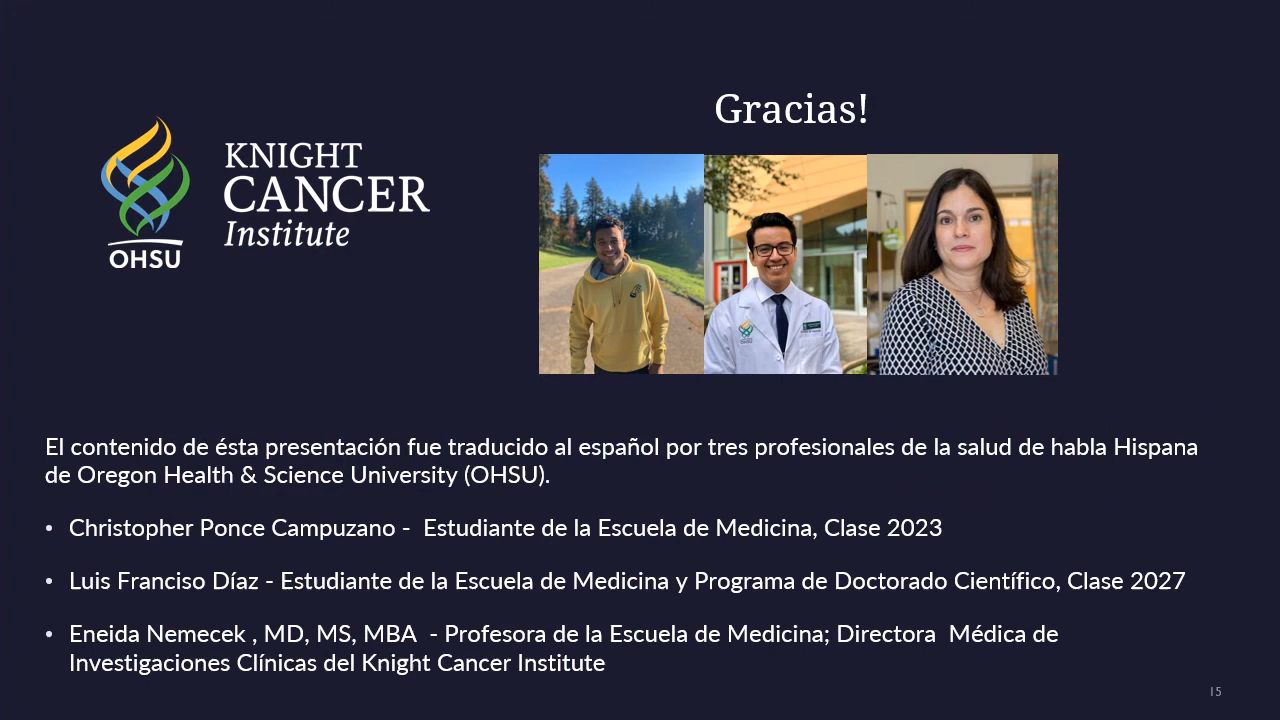 Gracias!
KNIGHT
CANCER
Institute
OHSU
El contenido de ésta presentación fue traducido al español por tres profesionales de la salud de habla Hispana
de Oregon Health & Science University (OHSU).
• Christopher Ponce Campuzano -  Estudiante de la Escuela de Medicina, Clase 2023
• Luis Franciso Díaz - Estudiante de la Escuela de Medicina y Programa de Doctorado Científico, Clase 2027
• Eneida Nemecek , MD, MS, MBA  - Profesora de la Escuela de Medicina; Directora  Médica de
Investigaciones Clínicas del Knight Cancer Institute
15